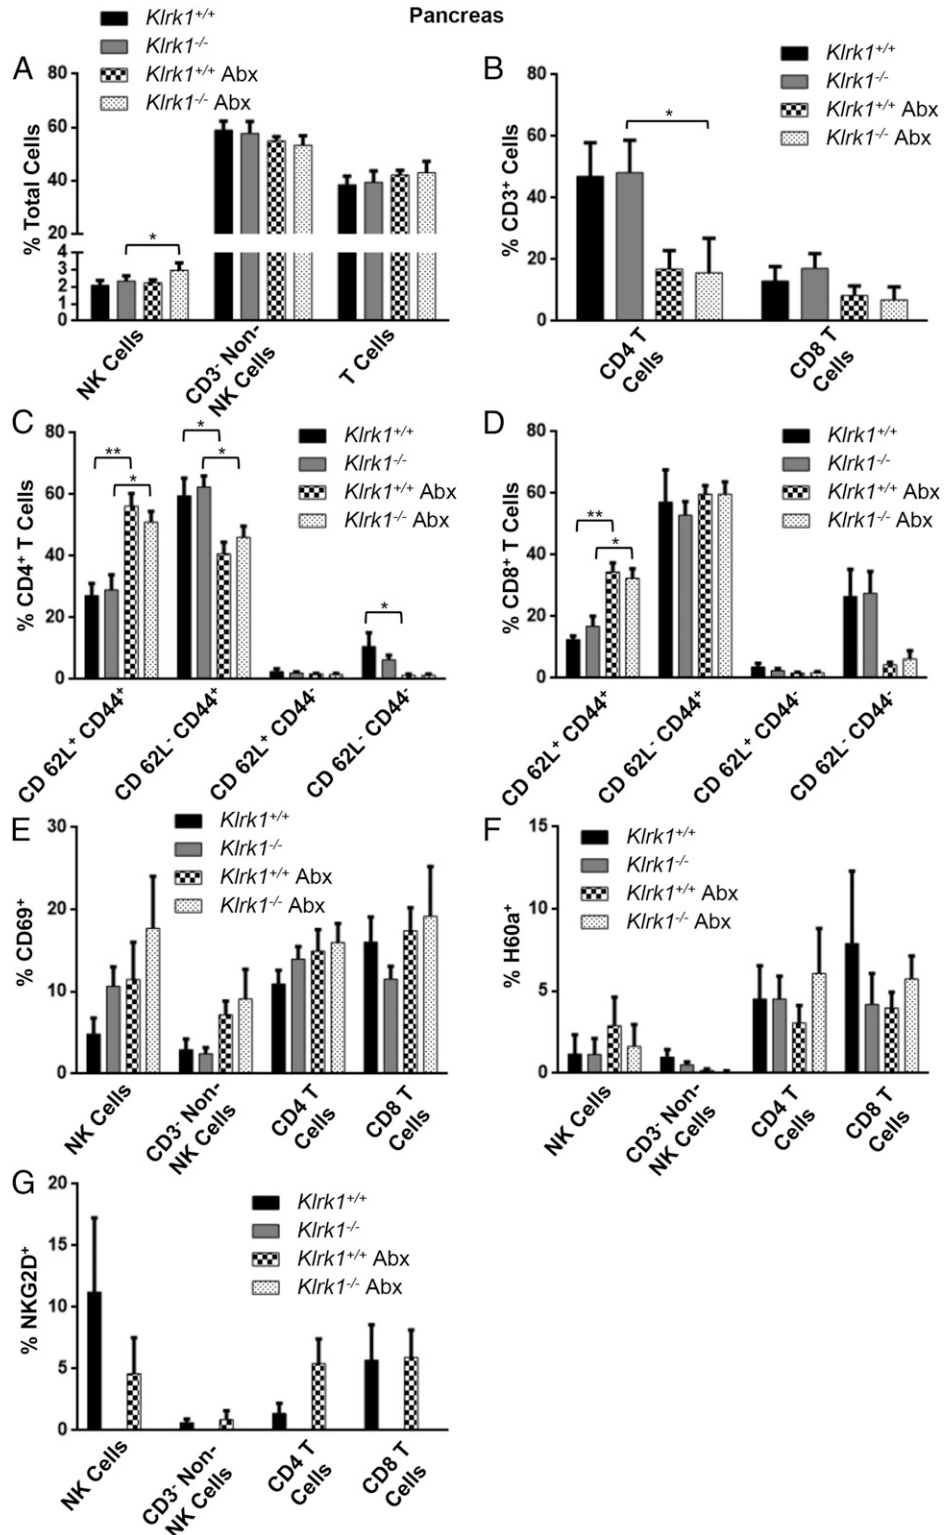 Pancreas
A
Klrk1+/+
Klrk1-/-
Klrk1+/+ Abx
Klrk1-/- Abx
% Total Cells
80
60
40
20
4
3
2
1
0
*
NK Cells
CD3- Non-
NK Cells
T Cells
B
Klrk1+/+
Klrk1-/-
Klrk1+/+ Abx
Klrk1-/- Abx
% CD3+ Cells
80
60
40
20
0
*
CD4 T
Cells
CD8 T
Cells
C
Klrk1+/+
Klrk1-/-
Klrk1+/+ Abx
Klrk1-/- Abx
% CD4+ T Cells
80
60
40
20
0
**
*
*
*
*
CD 62L+ CD44+
CD 62L- CD44+
CD 62L+ CD44-
CD 62L- CD44-
D
Klrk1+/+
Klrk1-/-
Klrk1+/+ Abx
Klrk1-/- Abx
% CD8+ T Cells
80
60
40
20
0
**
*
CD 62L+ CD44+
CD 62L- CD44+
CD 62L+ CD44-
CD 62L- CD44-
E
Klrk1+/+
Klrk1-/-
Klrk1+/+ Abx
Klrk1-/- Abx
% CD69+
30
20
10
0
NK Cells
CD3- Non-
NK Cells
CD4 T
Cells
CD8 T
Cells
F
Klrk1+/+
Klrk1-/-
Klrk1+/+ Abx
Klrk1-/- Abx
% H60a+
15
10
5
0
NK Cells
CD3- Non-
NK Cells
CD4 T
Cells
CD8 T
Cells
G
Klrk1+/+
Klrk1-/-
Klrk1+/+ Abx
Klrk1-/- Abx
% NKG2D+
20
15
10
5
0
NK Cells
CD3- Non-
NK Cells
CD4 T
Cells
CD8 T
Cells